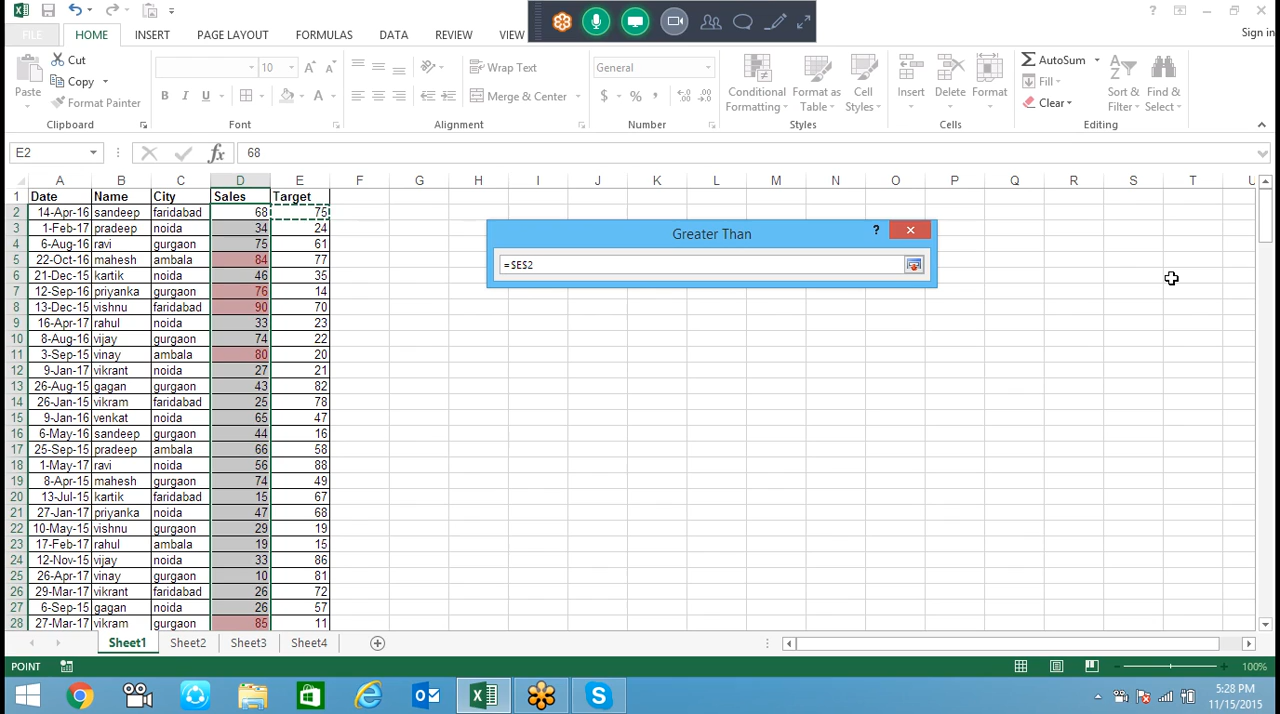 FILE HOME INSERT PAGE LAYOUT FORMULAS DATA REVIEW VIEW Sign in
Paste Cut Copy Format Painter Clipboard
10 A A B I U A Font
Wrap Text Merge & Center Alignment
General $ % , Number
Conditional Formatting Format as Table Cell Styles Styles
Insert Delete Format Cells
AutoSum Fill Clear Sort & Filter Find & Select Editing
E2 fx 68
A B C D E F G H I J K L M N O P Q R S T U
1 Date Name City Sales Target
2 14-Apr-16 sandeep faridabad 68 75
3 1-Feb-17 pradeep noida 34 24
4 6-Aug-16 ravi gurgaon 75 61
5 22-Oct-16 mahesh ambala 84 77
6 21-Dec-15 kartik noida 46 35
7 12-Sep-16 priyanka gurgaon 76 14
8 13-Dec-15 vishnu faridabad 90 70
9 16-Apr-17 rahul noida 33 23
10 8-Aug-16 vijay gurgaon 74 22
11 3-Sep-15 vinay ambala 80 20
12 9-Jan-17 vikrant noida 27 21
13 26-Aug-15 gagan gurgaon 43 82
14 26-Jan-15 vikram faridabad 25 78
15 9-Jan-16 venkat noida 65 47
16 6-May-16 sandeep gurgaon 44 16
17 25-Sep-15 pradeep ambala 66 58
18 1-May-17 ravi noida 56 88
19 8-Apr-15 mahesh gurgaon 74 49
20 13-Jul-15 kartik faridabad 15 67
21 27-Jan-17 priyanka noida 47 68
22 10-May-15 vishnu gurgaon 29 19
23 17-Feb-17 rahul ambala 19 15
24 12-Nov-15 vijay noida 33 86
25 26-Apr-17 vinay gurgaon 10 81
26 29-Mar-17 vikrant faridabad 26 72
27 6-Sep-15 gagan noida 26 57
28 27-Mar-17 vikram gurgaon 85 11
Greater Than ?
=$E$2
Sheet1 Sheet2 Sheet3 Sheet4
POINT 100%
5:28 PM
11/15/2015